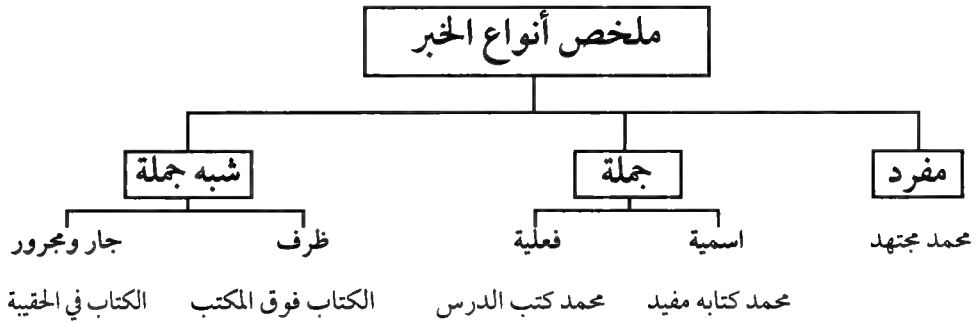 ملخص أنواع الخبر
مفرد
جملة
شبه جملة
اسمية
فعلية
ظرف
جار ومجرور
محمد مجتهد
محمد كتابه مفيد
محمد كتب الدرس
الكتاب فوق المكتب
الكتاب في الحقيبة